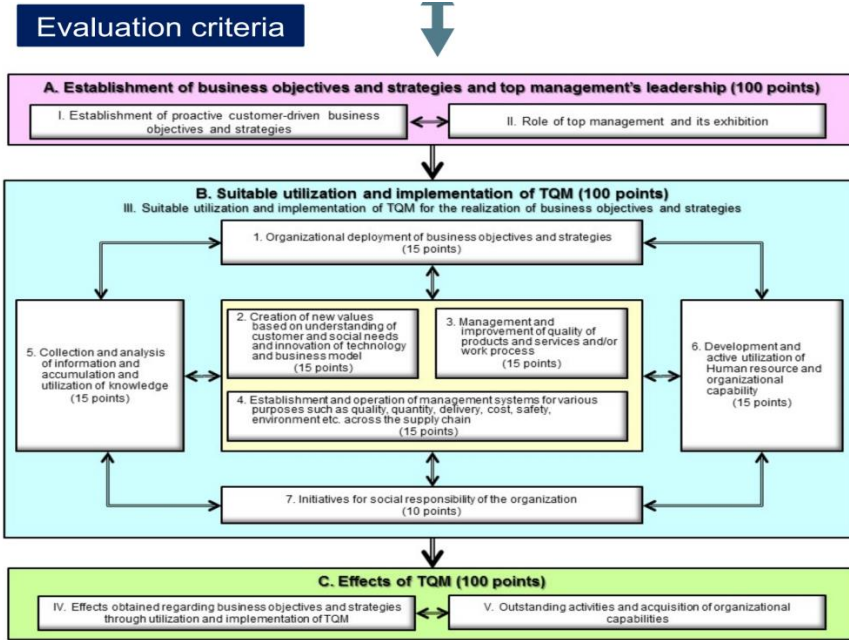 Evaluation criteria
A. Establishment of business objectives and strategies and top management's leadership (100 points)
I. Establishment of proactive customer-driven business
objectives and strategies
II. Role of top management and its exhibition
B. Suitable utilization and implementation of TQM (100 points)
III. Suitable utilization and implementation of TQM for the realization of business objectives and strategies
1. Organizational deployment of business objectives and strategies
(15 points)
2. Creation of new values
based on understanding of
customer and social needs
and innovation of technology
and business model
(15 points)
3. Management and
improvement of quality of
products and services and/or
work process
(15 points)
4. Establishment and operation of management systems for various
purposes such as quality, quantity, delivery, cost, safety,
environment etc. across the supply chain
(15 points)
5. Collection and analysis
of information and
accumulation and
utilization of knowledge
(15 points)
6. Development and
active utilization of
Human resource and
organizational
capability
(15 points)
7. Initiatives for social responsibility of the organization
(10 points)
C. Effects of TQM (100 points)
IV. Effects obtained regarding business objectives and strategies
through utilization and implementation of TQM
V. Outstanding activities and acquisition of organizational
capabilities